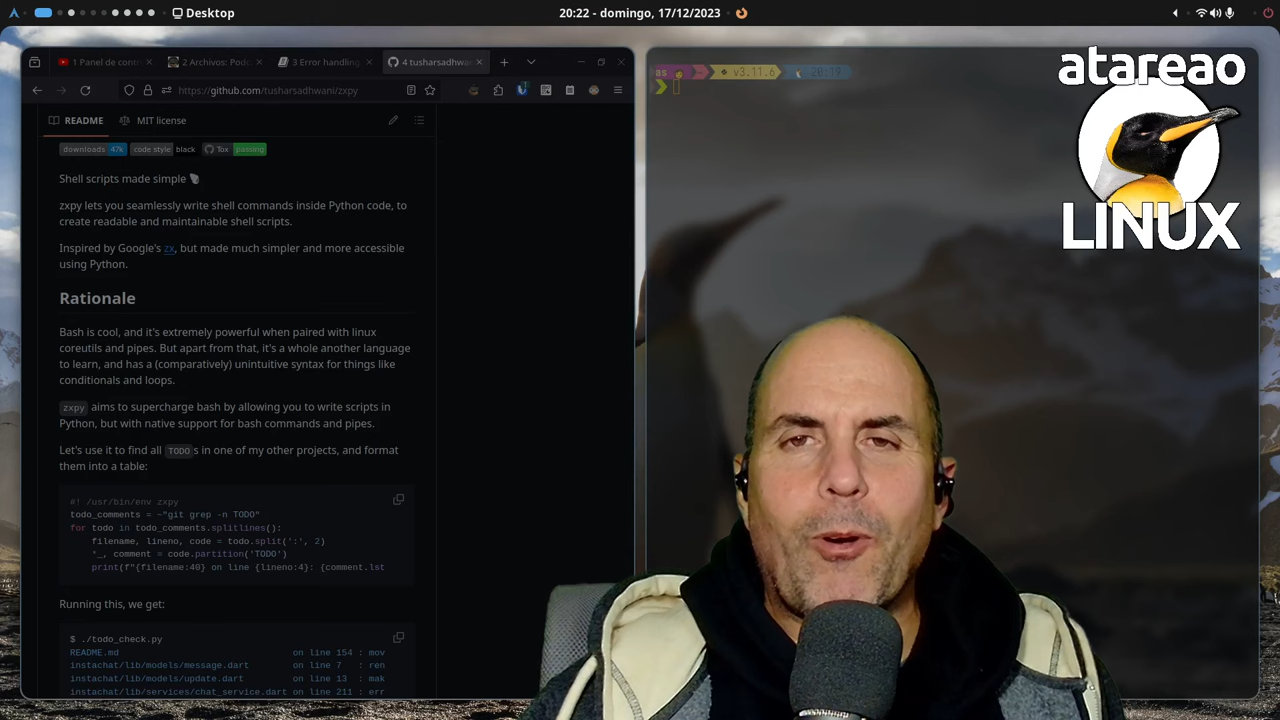 Desktop
20:22 - domingo, 17/12/2023
1 Panel de cont
2 Archivos: Podc
3 Error handling
4 tusharsadhwan
https://github.com/tusharsadhwani/zxpy
README
MIT license
downloads 47k
code style black
Tox passing
Shell scripts made simple
zxpy lets you seamlessly write shell commands inside Python code, to
create readable and maintainable shell scripts.
Inspired by Google's zx, but made much simpler and more accessible
using Python.
Rationale
Bash is cool, and it's extremely powerful when paired with linux
coreutils and pipes. But apart from that, it's a whole another language
to learn, and has a (comparatively) unintuitive syntax for things like
conditionals and loops.
zxpy aims to supercharge bash by allowing you to write scripts in
Python, but with native support for bash commands and pipes.
Let's use it to find all TODO s in one of my other projects, and format
them into a table:
#! /usr/bin/env zxpy
todo_comments = ~"git grep -n TODO"
for todo in todo_comments.splitlines():
filename, lineno, code = todo.split(':', 2)
*_, comment = code.partition('TODO')
print(f"{filename:40} on line {lineno:4}: {comment.lst
Running this, we get:
$ ./todo_check.py
README.md on line 154 : mov
instachat/lib/models/message.dart on line 7 : ren
instachat/lib/models/update.dart on line 13 : mak
instachat/lib/services/chat_service.dart on line 211 : err
v3.11.6
20:19
atareao
LINUX